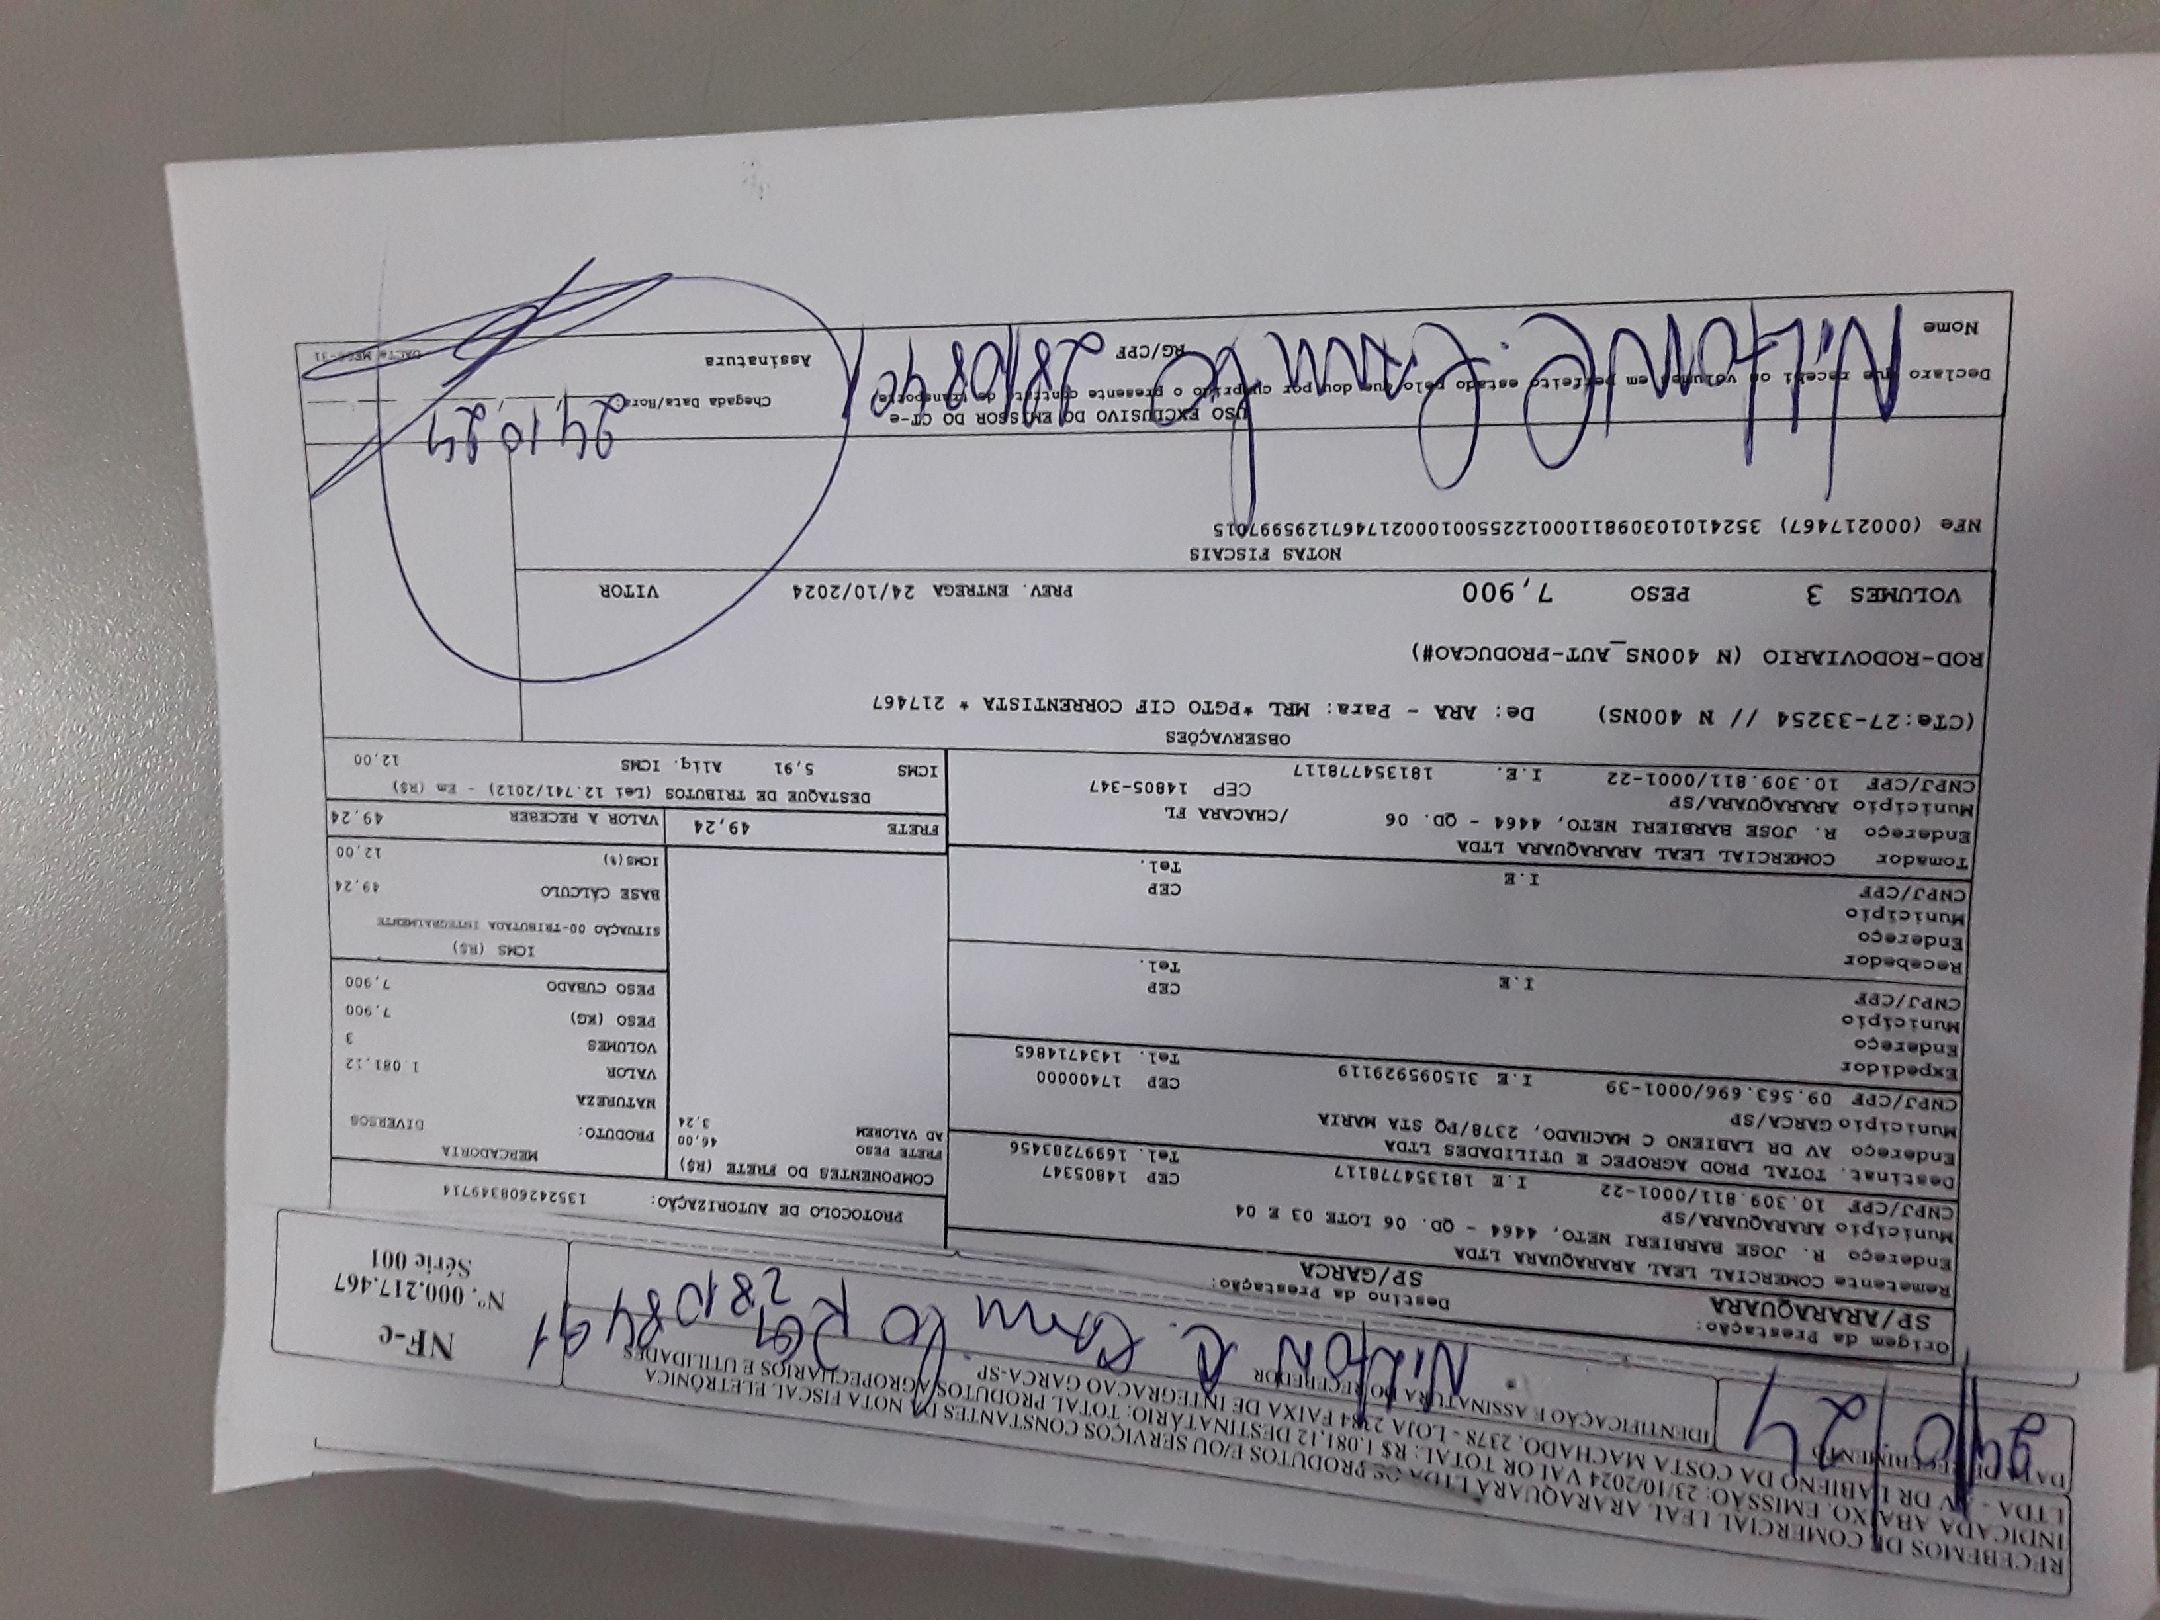 RECEBEMOS DE COMERCIAL LEAL ARARAQUARA LTDA OS PRODUTOS E/OU SERVIÇOS CONSTANTES DA NOTA FISCAL ELETRÔNICA
INDICADA ABAIXO. EMISSÃO: 23/10/2024 VALOR TOTAL: R$ 1.081,12 DESTINATÁRIO: TOTAL PRODUTOS AGROPECUARIOS E UTILIDADES
LTDA - AV DR LABIENO DA COSTA MACHADO, 2378 - LOJA 2384 FAIXA DE INTEGRACAO GARCA-SP
DATA DE RECEBIMENTO
24/10/24
IDENTIFICAÇÃO E ASSINATURA DO RECEBEDOR
NILTON C. RG
NF-e
Nº. 000.217.467
Série 001
Origem da Prestação:
SP/ARARAQUARA
Destino da Prestação:
SP/GARCA
Remetente COMERCIAL LEAL ARARAQUARA LTDA
Endereço R. JOSE BARBIERI NETO, 4464 - QD. 06 LOTE 03 E 04
Município ARARAQUARA/SP CEP 14805347
CNPJ/CPF 10.309.811/0001-22 I.E 181354778117 Tel. 16997283456
Destinat. TOTAL PROD AGROPEC E UTILIDADES LTDA
Endereço AV DR LABIENO C MACHADO, 2378/PQ STA MARIA
Município GARCA/SP CEP 17400000
CNPJ/CPF 09.563.696/0001-39 I.E 315095929119 Tel. 1434714865
Expedidor
Endereço
Município CEP
CNPJ/CPF I.E Tel.
Recebedor
Endereço
Município CEP
CNPJ/CPF I.E Tel.
Tomador COMERCIAL LEAL ARARAQUARA LTDA
Endereço R. JOSE BARBIERI NETO, 4464 - QD. 06 /CHACARA FL
Município ARARAQUARA/SP CEP 14805-347
CNPJ/CPF 10.309.811/0001-22 I.E. 181354778117
PROTOCOLO DE AUTORIZAÇÃO: 135242608349714
COMPONENTES DO FRETE (R$)
FRETE PESO 46,00
AD VALOREM 3,24
FRETE 49,24
MERCADORIA
PRODUTO: DIVERSOS
NATUREZA
VALOR 1.081,12
VOLUMES 3
PESO (KG) 7,900
PESO CUBADO 7,900
ICMS (R$)
SITUAÇÃO 00-TRIBUTADA INTEGRALMENTE
BASE CÁLCULO 49,24
ICMS(%) 12,00
VALOR A RECEBER 49,24
DESTAQUE DE TRIBUTOS (Lei 12.741/2012) - Em (R$)
ICMS 5,91 Aliq. ICMS 12,00
OBSERVAÇÕES
(CTe:27-33254 // N 400NS) De: ARA - Para: MRL *PGTO CIF CORRENTISTA * 217467
ROD-RODOVIARIO (N 400NS_AUT-PRODUCAO#)
VOLUMES 3 PESO 7,900 PREV. ENTREGA 24/10/2024 VITOR
NOTAS FISCAIS
NFe (000217467)
USO EXCLUSIVO DO EMISSOR DO CT-e
Declaro que recebi os volumes em perfeito estado pelo que dou por cumprido o presente contrato de transporte
Chegada Data/Hora: 24,10,24
Nome NILTON C.
RG/CPF
Assinatura